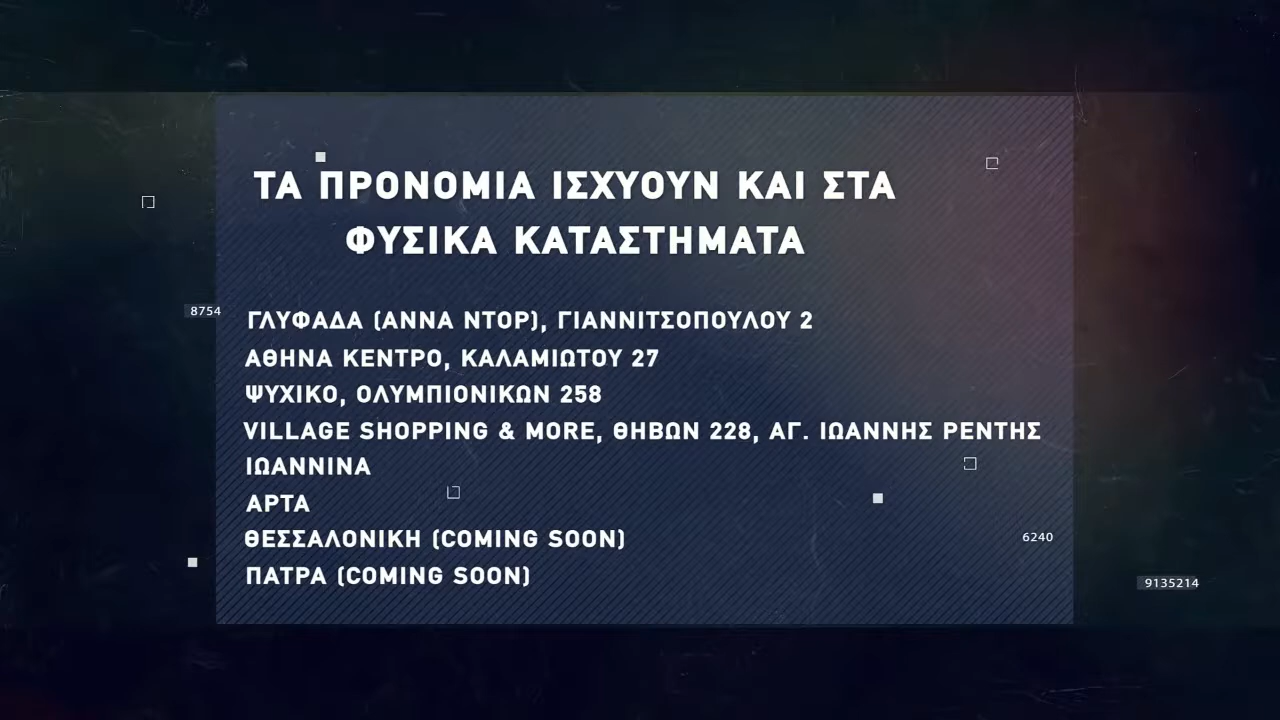 ΤΑ ΠΡΟΝΟΜΙΑ ΙΣΧΥΟΥΝ ΚΑΙ ΣΤΑ
ΦΥΣΙΚΑ ΚΑΤΑΣΤΗΜΑΤΑ
8754
ΓΛΥΦΑΔΑ (ΑΝΝΑ ΝΤΟΡ), ΓΙΑΝΝΙΤΣΟΠΟΥΛΟΥ 2
ΑΘΗΝΑ ΚΕΝΤΡΟ, ΚΑΛΑΜΙΩΤΟΥ 27
ΨΥΧΙΚΟ, ΟΛΥΜΠΙΟΝΙΚΩΝ 258
VILLAGE SHOPPING & MORE, ΘΗΒΩΝ 228, ΑΓ. ΙΩΑΝΝΗΣ ΡΕΝΤΗΣ
ΙΩΑΝΝΙΝΑ
ΑΡΤΑ
ΘΕΣΣΑΛΟΝΙΚΗ (COMING SOON)
6240
ΠΑΤΡΑ (COMING SOON)
9135214